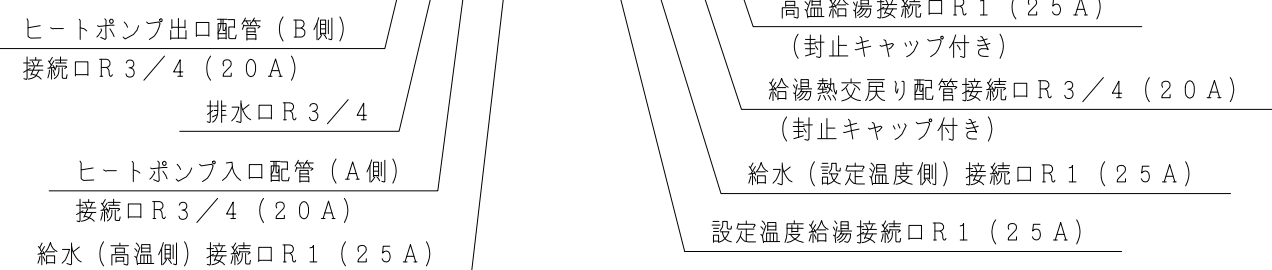 ヒートポンプ出口配管（Ｂ側）
接続口Ｒ３／４（２０Ａ）
排水口Ｒ３／４
ヒートポンプ入口配管（Ａ側）
接続口Ｒ３／４（２０Ａ）
給水（高温側）接続口Ｒ１（２５Ａ）
高温給湯接続口Ｒ１（２５Ａ）
（封止キャップ付き）
給湯熱交戻り配管接続口Ｒ３／４（２０Ａ）
（封止キャップ付き）
給水（設定温度側）接続口Ｒ１（２５Ａ）
設定温度給湯接続口Ｒ１（２５Ａ）